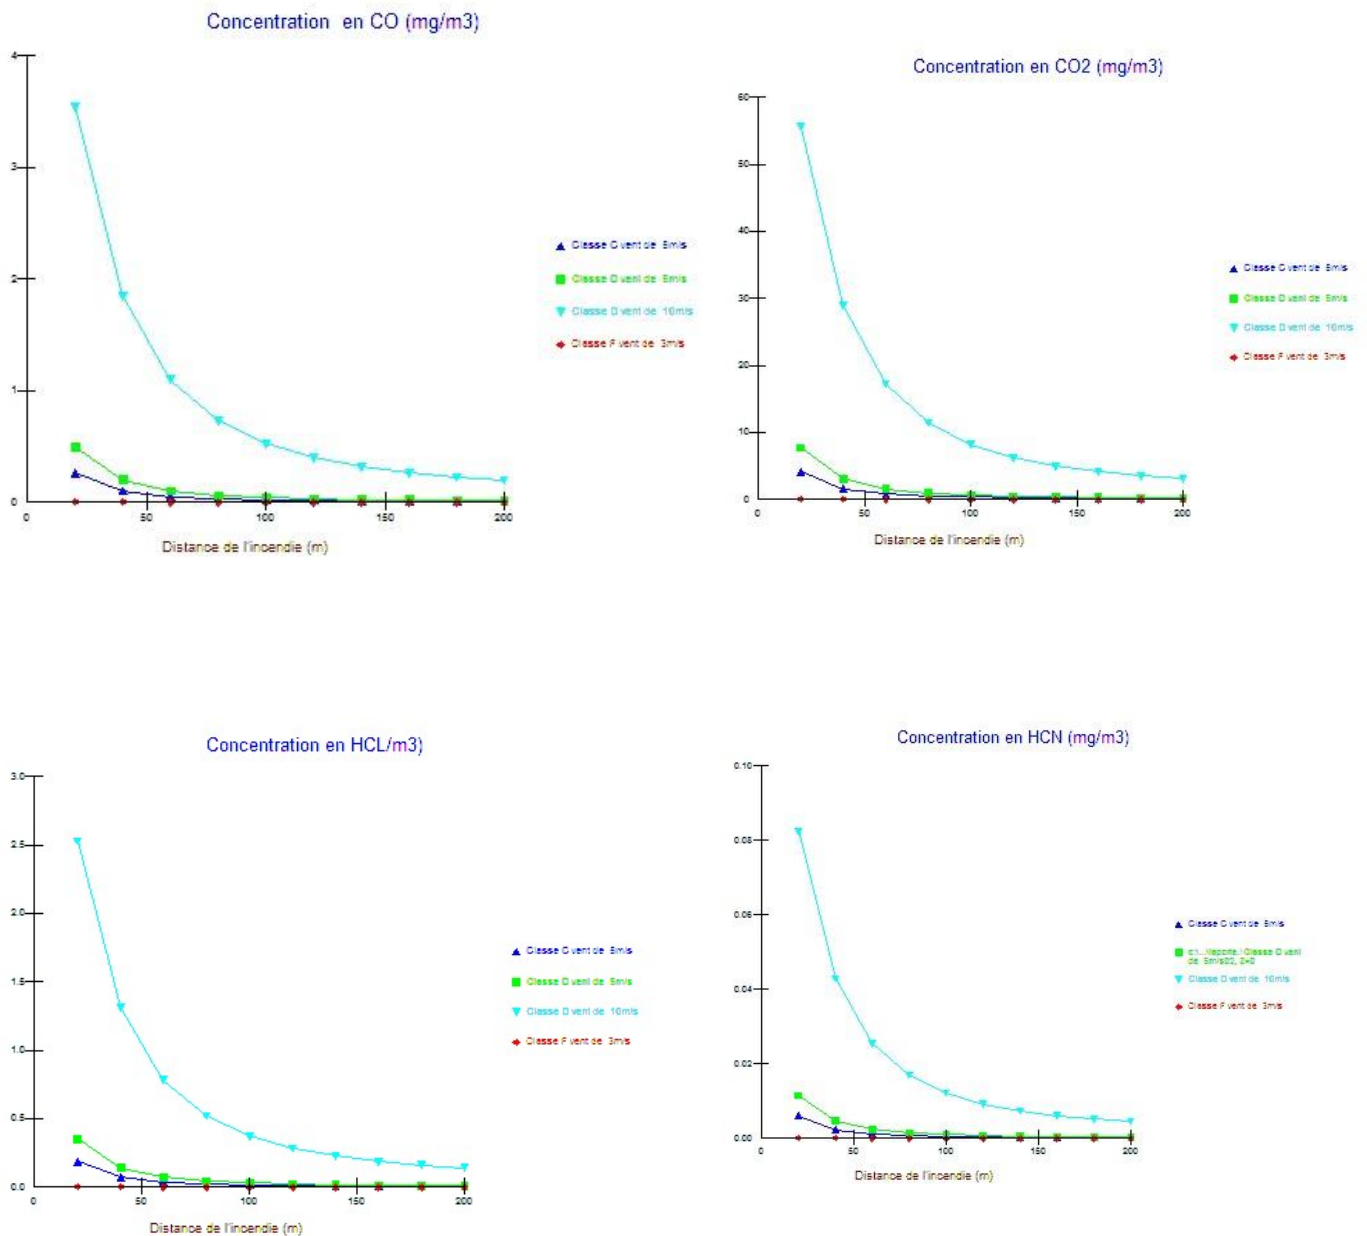 Concentration en CO (mg/m3)
4
3
2
1
0
0
50
100
150
200
Distance de l'incendie (m)
Classe C vent de 5m/s
Classe D vent de 5m/s
Classe D vent de 10m/s
Classe F vent de 3m/s
Concentration en CO2 (mg/m3)
60
50
40
30
20
10
0
0
50
100
150
200
Distance de l'incendie (m)
Classe C vent de 5m/s
Classe D vent de 5m/s
Classe D vent de 10m/s
Classe F vent de 3m/s
Concentration en HCL/m3)
3.0
2.5
2.0
1.5
1.0
0.5
0.0
0
50
100
150
200
Distance de l'incendie (m)
Classe C vent de 5m/s
Classe D vent de 5m/s
Classe D vent de 10m/s
Classe F vent de 3m/s
Concentration en HCN (mg/m3)
0.10
0.08
0.06
0.04
0.02
0.00
0
50
100
150
200
Distance de l'incendie (m)
Classe C vent de 5m/s
Classe D vent
de 5m/s
Classe D vent de 10m/s
Classe F vent de 3m/s